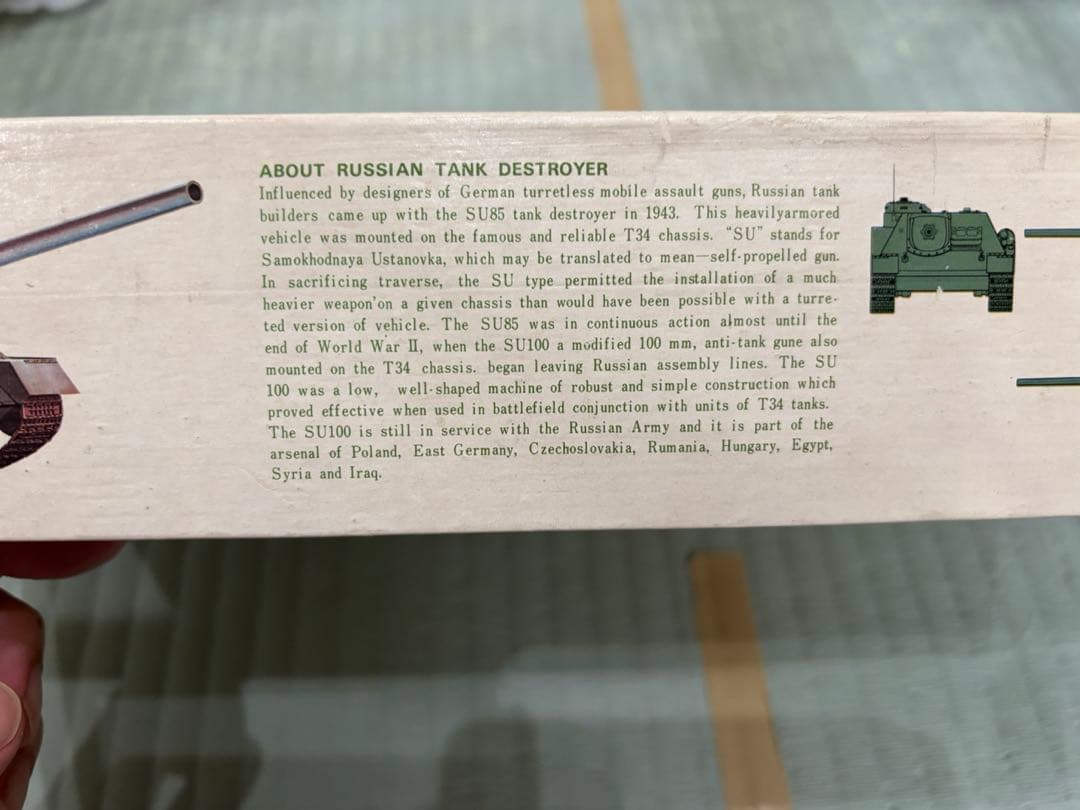 ABOUT RUSSIAN TANK DESTROYER
Influenced by designers of German turretless mobile assault guns, Russian tank
builders came up with the SU85 tank destroyer in 1943. This heavilyarmored
vehicle was mounted on the famous and reliable T34 chassis. “SU” stands for
Samokhodnaya Ustanovka, which may be translated to mean—self-propelled gun.
In sacrificing traverse, the SU type permitted the installation of a much
heavier weapon'on a given chassis than would have been possible with a turre-
ted version of vehicle. The SU85 was in continuous action almost until the
end of World War II, when the SU100 a modified 100 mm, anti-tank gune also
mounted on the T34 chassis. began leaving Russian assembly lines. The SU
100 was a low, well-shaped machine of robust and simple construction which
proved effective when used in battlefield conjunction with units of T34 tanks.
The SU100 is still in service with the Russian Army and it is part of the
arsenal of Poland, East Germany, Czechoslovakia, Rumania, Hungary, Egypt,
Syria and Iraq.